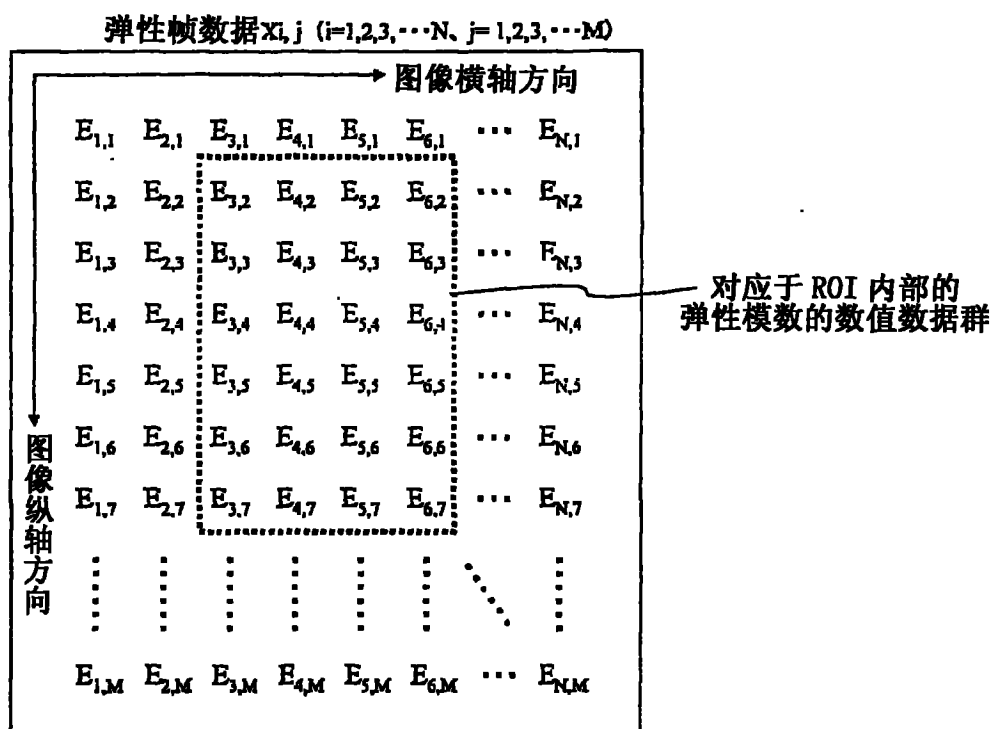 弹性帧数据Xi,j (i=1,2,3,···N、j=1,2,3,···M)
图像横轴方向
E1,1 E2,1 E3,1 E4,1 E5,1 E6,1 ··· EN,1
E1,2 E2,2 E3,2 E4,2 E5,2 E6,2 ··· EN,2
E1,3 E2,3 E3,3 E4,3 E5,3 E6,3 ··· EN,3
E1,4 E2,4 E3,4 E4,4 E5,4 E6,4 ··· EN,4
E1,5 E2,5 E3,5 E4,5 E5,5 E6,5 ··· EN,5
E1,6 E2,6 E3,6 E4,6 E5,6 E6,6 ··· EN,6
E1,7 E2,7 E3,7 E4,7 E5,7 E6,7 ··· EN,7
E1,M E2,M E3,M E4,M E5,M E6,M ··· EN,M
图像纵轴方向
对应于 ROI 内部的
弹性模数的数值数据群